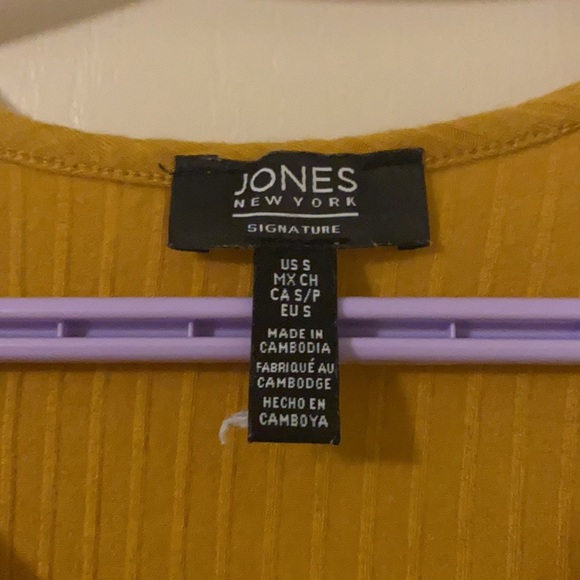 JONES
NEW YORK
SIGNATURE
US S
MX CH
CA S/P
EU S
MADE IN
CAMBODIA
FABRIQUÉ AU
CAMBODGE
HECHO EN
CAMBOYA